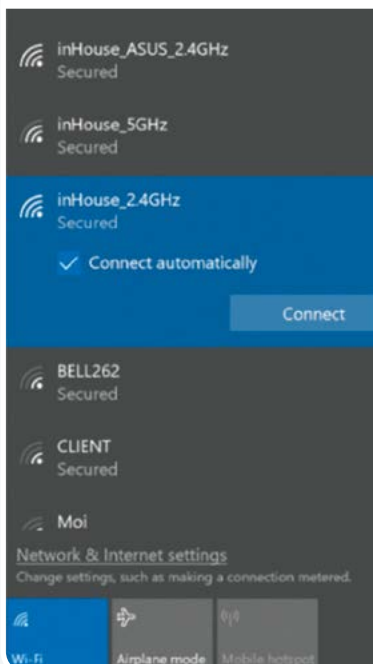 inHouse_ASUS_2.4GHz
Secured
inHouse_5GHz
Secured
inHouse_2.4GHz
Secured
Connect automatically
Connect
BELL262
Secured
CLIENT
Secured
Moi
Network & Internet settings
Change settings, such as making a connection metered.
Wi-Fi
Airplane mode
Mobile hotspot